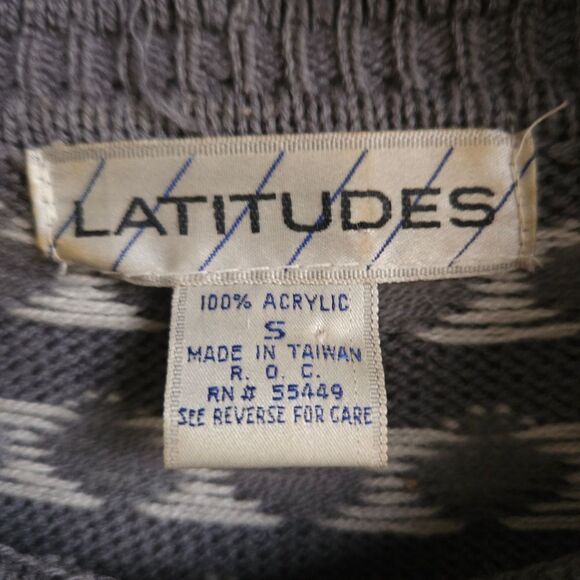 LATITUDES
100% ACRYLIC
S
MADE IN TAIWAN
R. O. C.
RN# 55449
SEE REVERSE FOR CARE